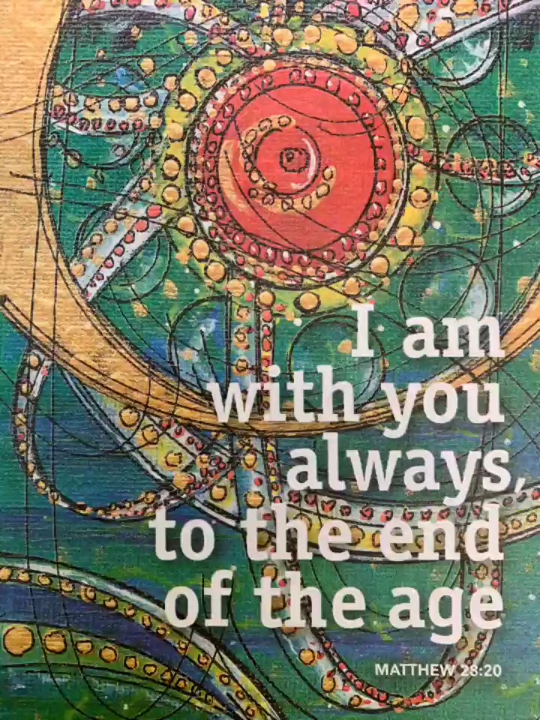 I am
with you
always,
to the end
of the age
MATTHEW 28:20